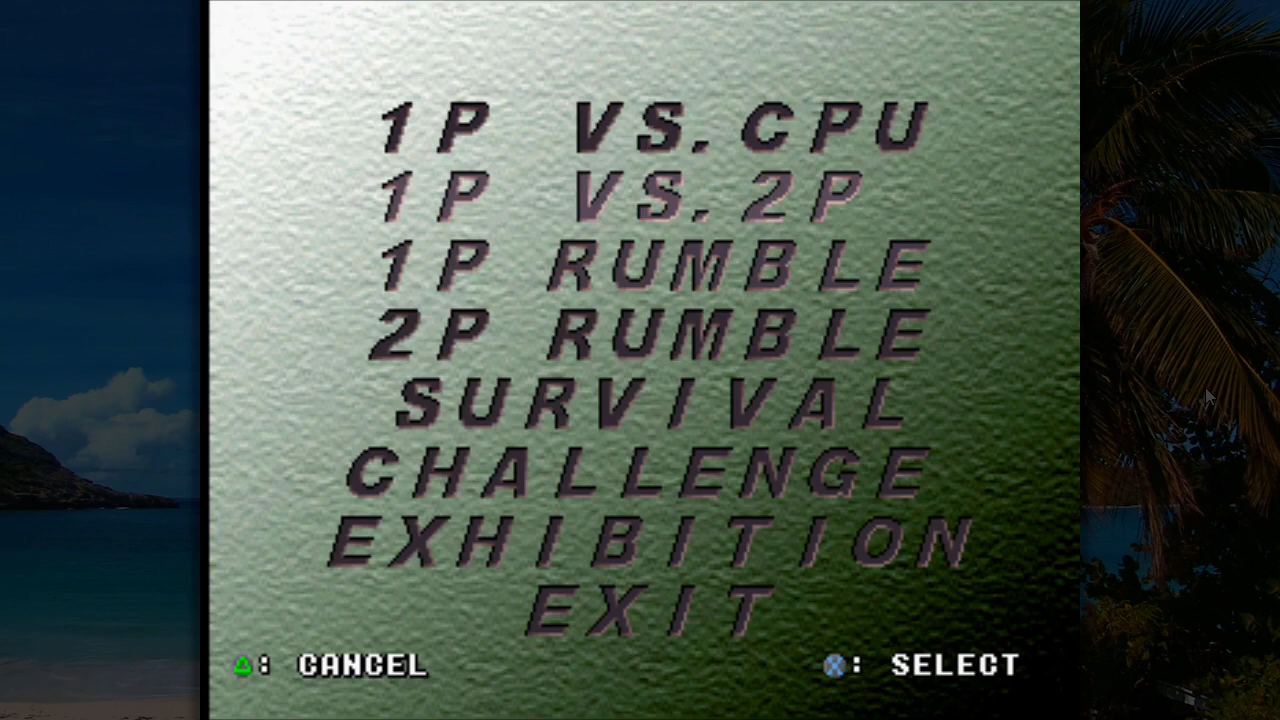 1P VS.CPU
1P VS.2P
1P RUMBLE
2P RUMBLE
SURVIVAL
CHALLENGE
EXHIBITION
EXIT
: CANCEL
: SELECT